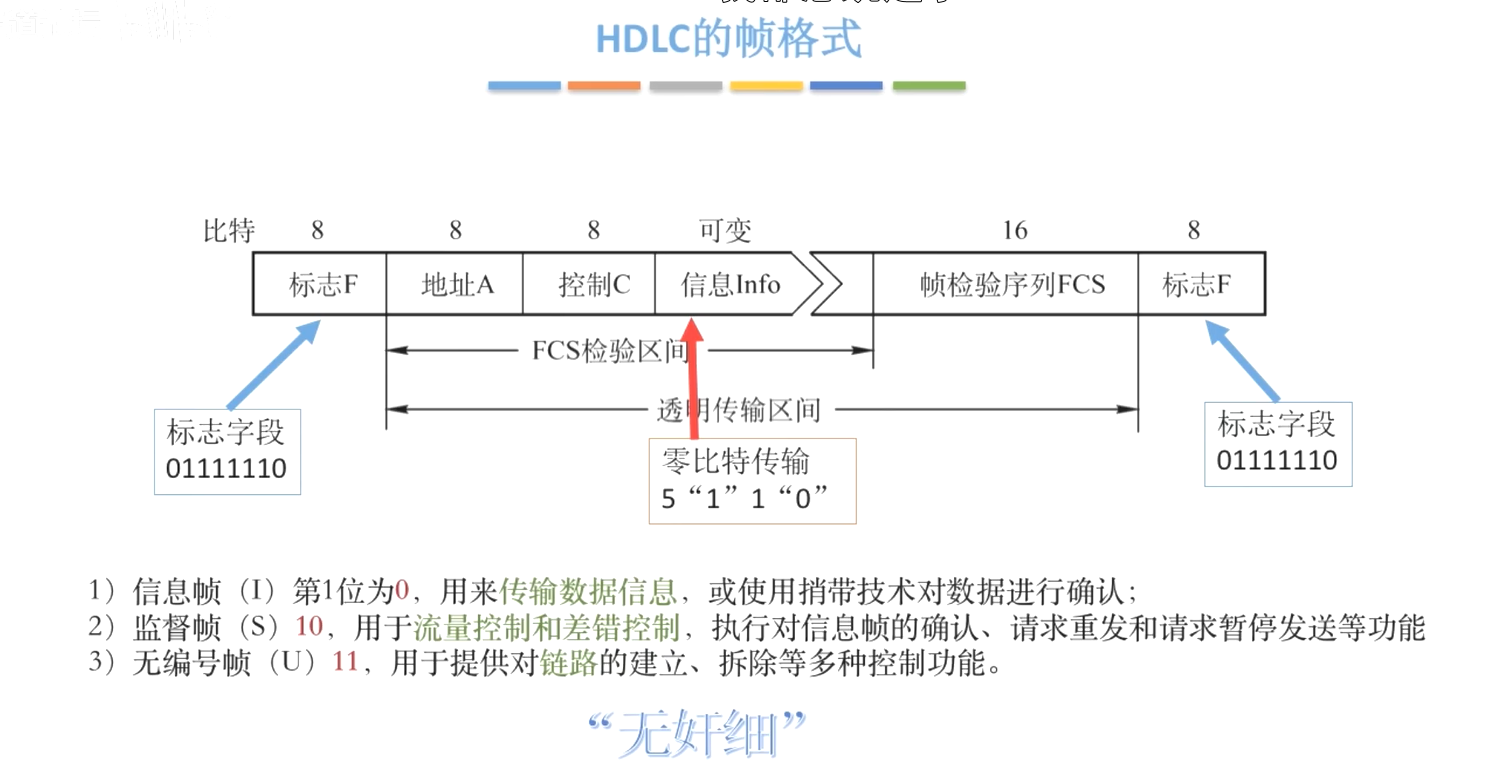 HDLC的帧格式
比特 8 8 8 可变 16 8
标志F 地址A 控制C 信息Info 帧检验序列FCS 标志F
FCS检验区间
透明传输区间
标志字段
01111110
零比特传输
5“1”1“0”
标志字段
01111110
1）信息帧（I）第1位为0，用来传输数据信息，或使用捎带技术对数据进行确认；
2）监督帧（S）10，用于流量控制和差错控制，执行对信息帧的确认、请求重发和请求暂停发送等功能
3）无编号帧（U）11，用于提供对链路的建立、拆除等多种控制功能。
“无奸细”